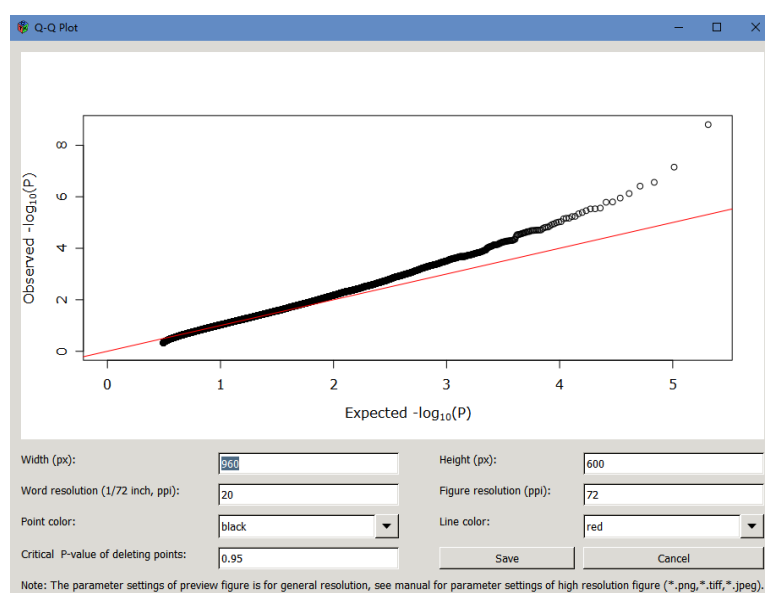 Q-Q Plot
Observed -log10(P)
8
6
4
2
0
0 1 2 3 4 5
Expected -log10(P)
Width (px): 960 Height (px): 600
Word resolution (1/72 inch, ppi): 20 Figure resolution (ppi): 72
Point color: black Line color: red
Critical P-value of deleting points: 0.95 Save Cancel
Note: The parameter settings of preview figure is for general resolution, see manual for parameter settings of high resolution figure (*.png,*.tiff,*.jpeg).